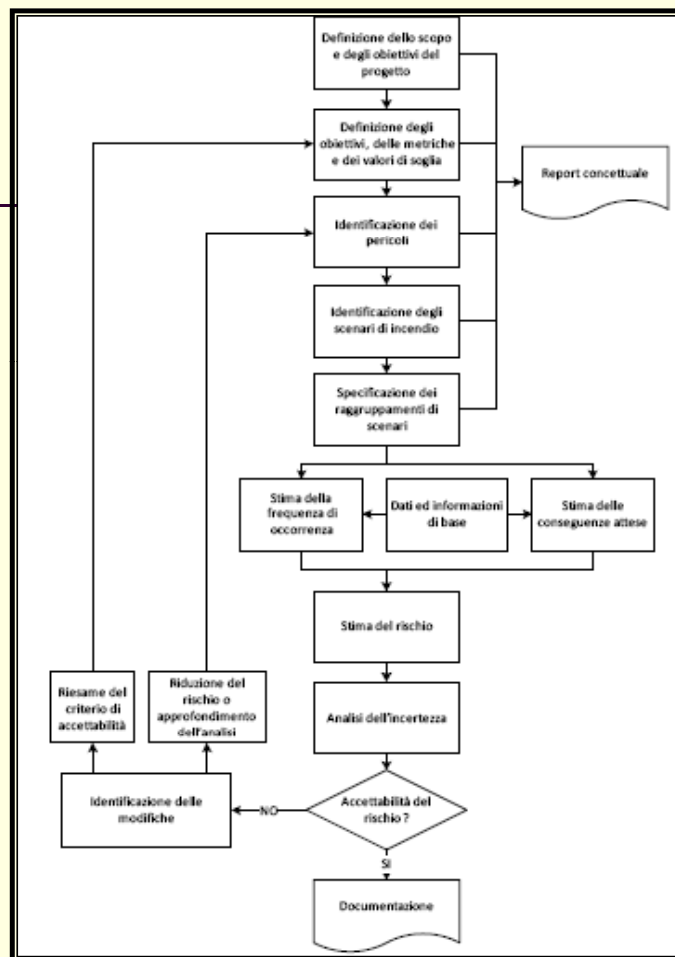 Definizione dello scopo
e degli obiettivi del
progetto
Definizione degli
obiettivi, delle metriche
e dei valori di soglia
Report concettuale
Identificazione dei
pericoli
Identificazione degli
scenari di incendio
Specificazione dei
raggruppamenti di
scenari
Stima della
frequenza di
occorrenza
Dati ed informazioni
di base
Stima delle
conseguenze attese
Stima del rischio
Riesame del
criterio di
accettabilità
Riduzione del
rischio o
approfondimento
dell'analisi
Analisi dell'incertezza
Identificazione delle
modifiche
NO
Accettabilità del
rischio ?
SI
Documentazione